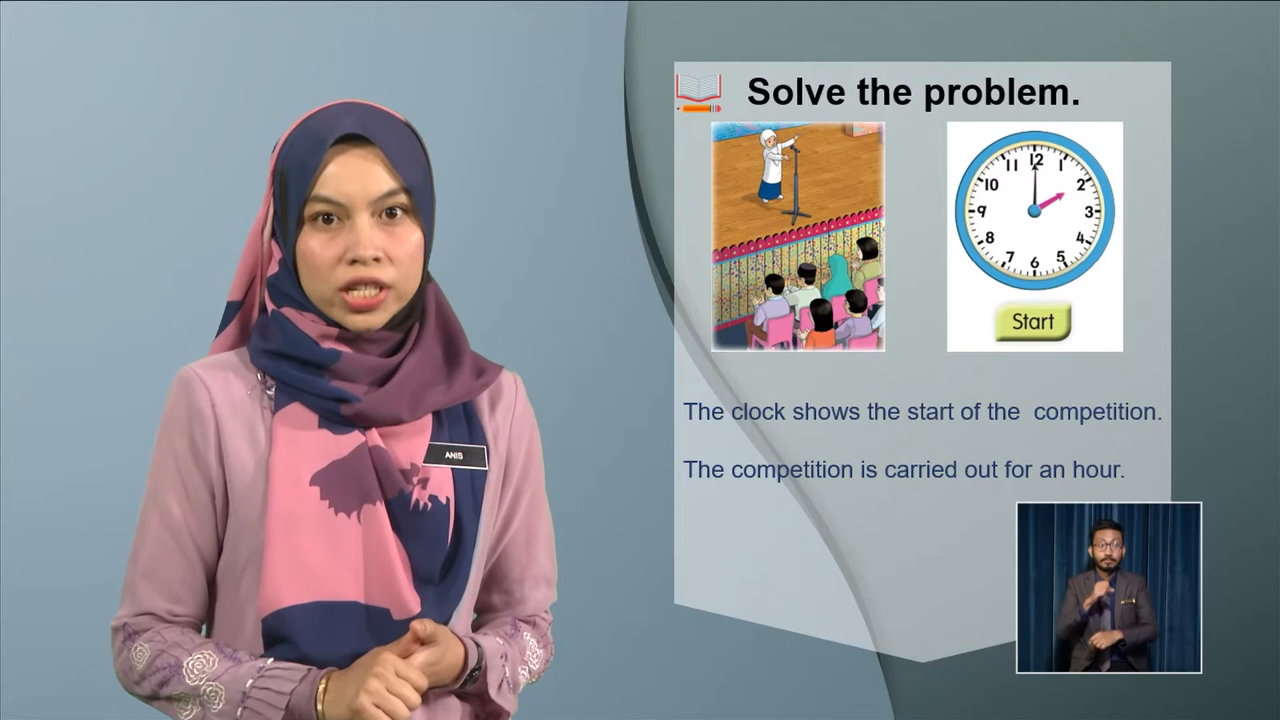 Solve the problem.
11 12 1
10 2
9 3
8 4
7 6 5
Start
The clock shows the start of the competition.
The competition is carried out for an hour.
ANIS